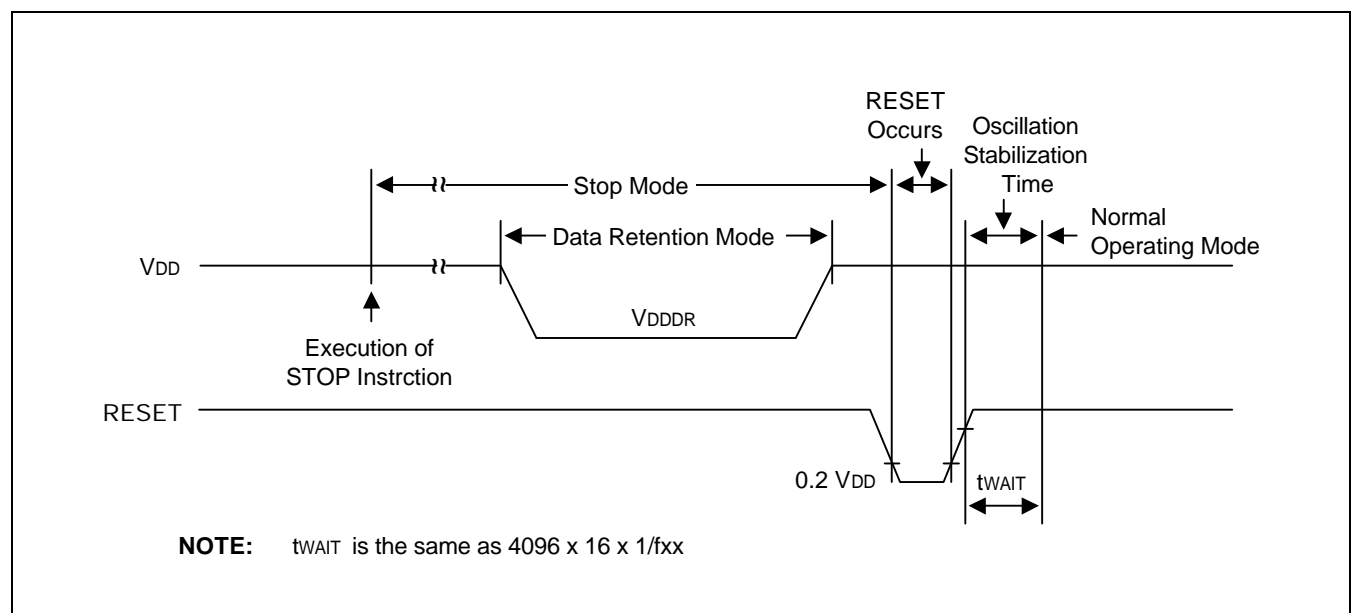 RESET
Occurs
Oscillation
Stabilization
Time
Stop Mode
Normal
Operating Mode
Data Retention Mode
VDD
VDDDR
Execution of
STOP Instrction
RESET
0.2 VDD
tWAIT
NOTE: tWAIT is the same as 4096 x 16 x 1/fxx